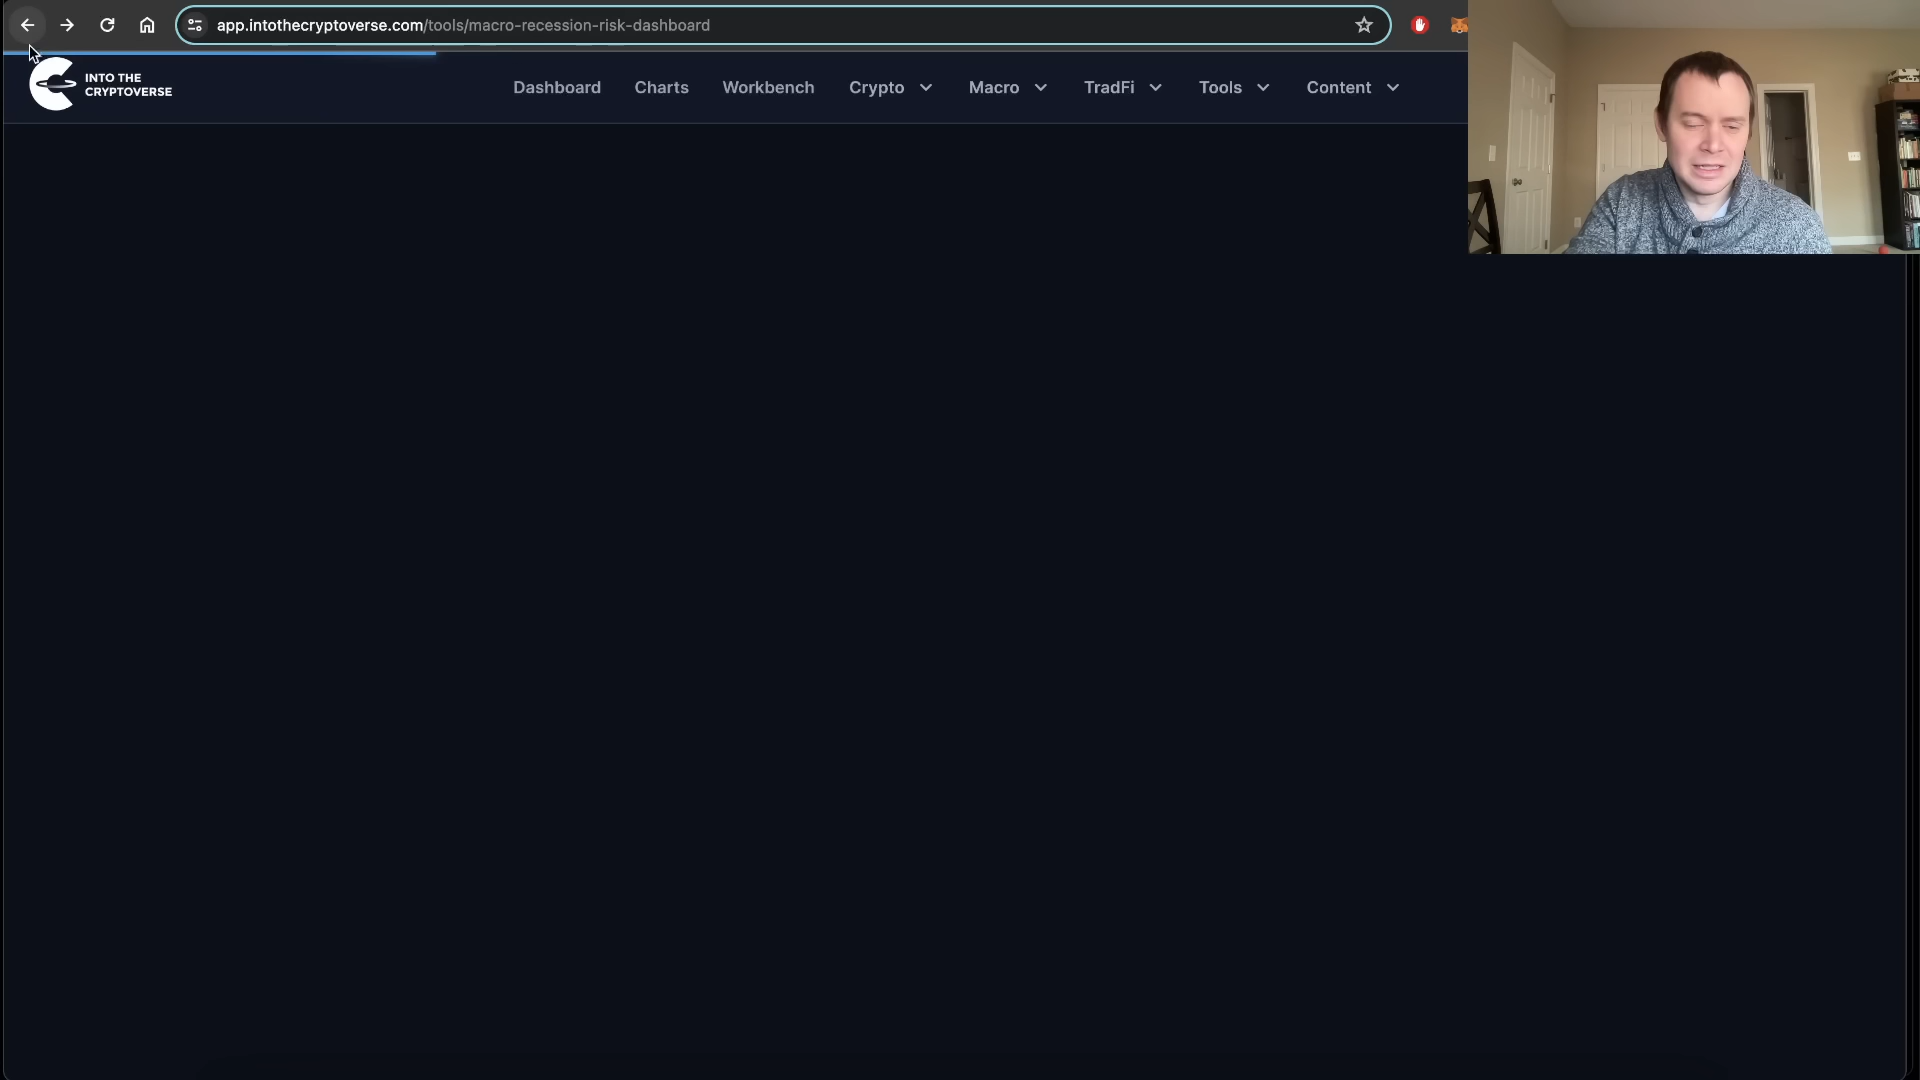 app.intothecryptoverse.com/tools/macro-recession-risk-dashboard
INTO THE
CRYPTOVERSE
Dashboard
Charts
Workbench
Crypto
Macro
TradFi
Tools
Content